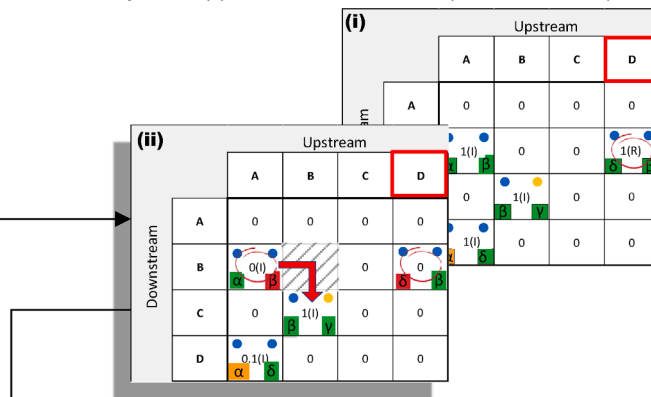 (i)
Upstream
A B C D
A 0 0 0 0
1(I) 0 0 1(R)
β δ
0 1(I) 0 0
β γ
1(I) 0 0 0
δ
(ii)
Upstream
A B C D
Downstream
A 0 0 0 0
B 0(I) 0 0
α β δ β
C 0 1(I) 0 0
β γ
D 0.1(I) 0 0 0
α δ